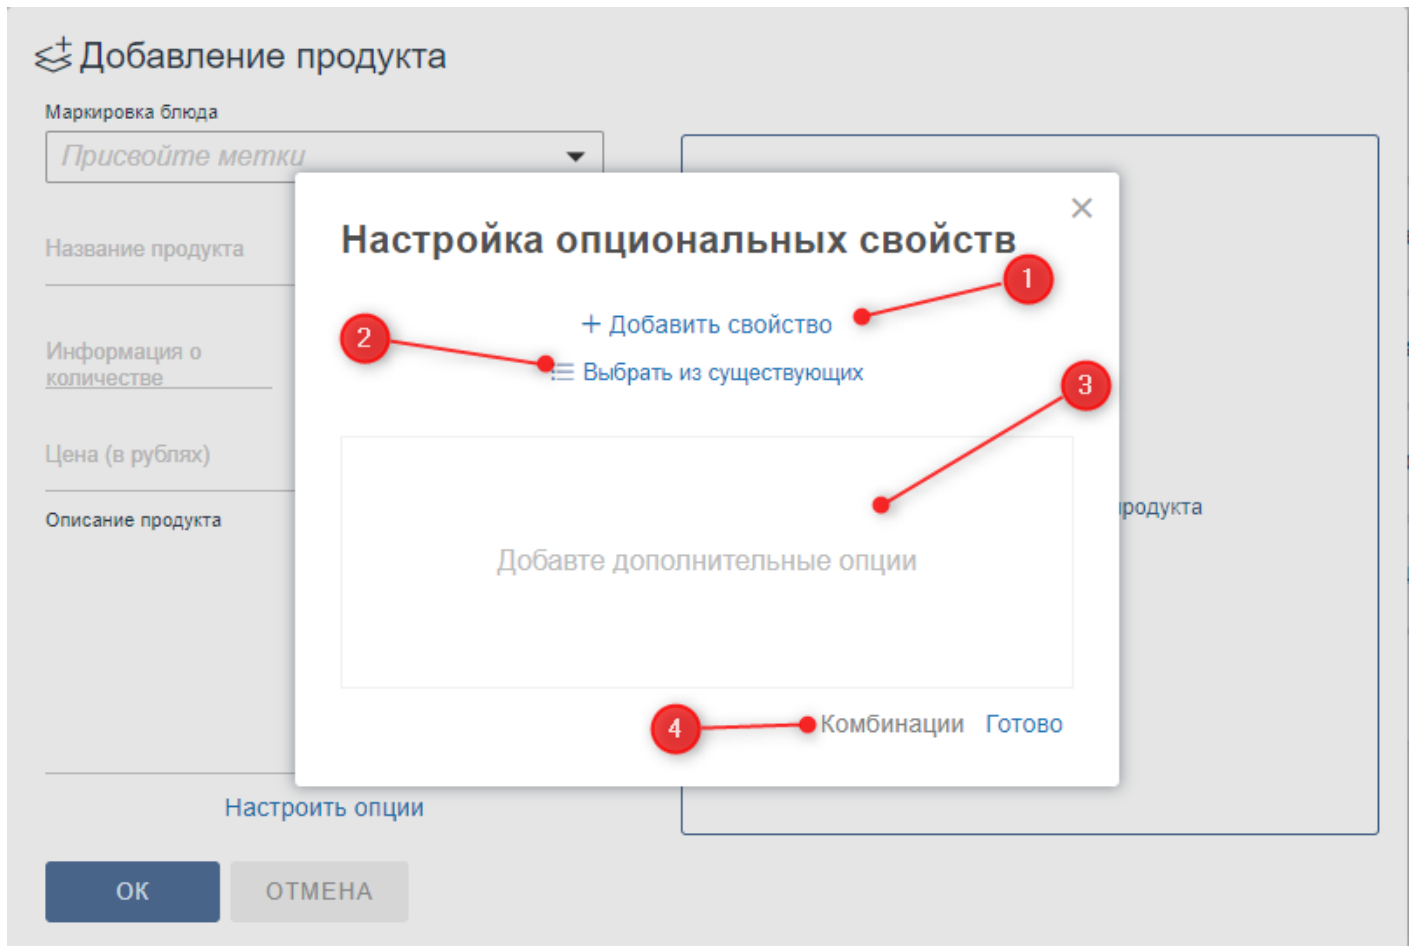 Добавление продукта
Маркировка блюда
Присвойте метки
Название продукта
Информация о
количестве
Цена (в рублях)
Описание продукта
Настройка опциональных свойств
1
+ Добавить свойство
2
Выбрать из существующих
3
Добавте дополнительные опции
продукта
4
Комбинации Готово
Настроить опции
ОК
ОТМЕНА